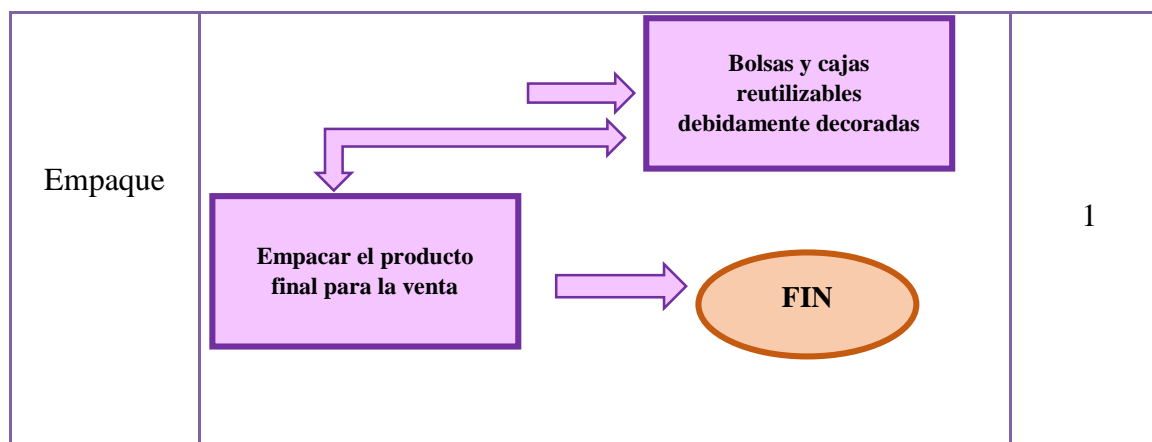 Empaque
Bolsas y cajas
reutilizables
debidamente decoradas
Empacar el producto
final para la venta
FIN
1